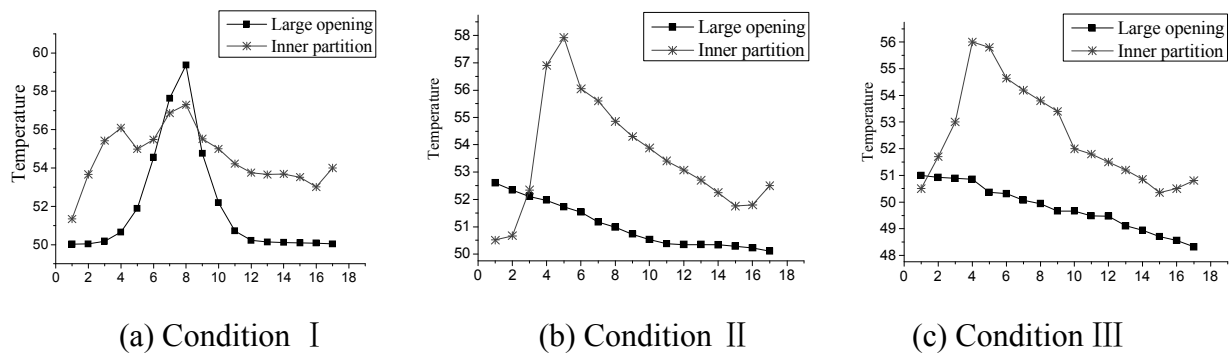 Large opening
Inner partition
Temperature
60
58
56
54
52
50
0 2 4 6 8 10 12 14 16 18
(a) Condition Ⅰ
Large opening
Inner partition
Temperature
58
57
56
55
54
53
52
51
50
0 2 4 6 8 10 12 14 16 18
(b) Condition Ⅱ
Large opening
Inner partition
Temperature
56
55
54
53
52
51
50
49
48
0 2 4 6 8 10 12 14 16 18
(c) Condition Ⅲ